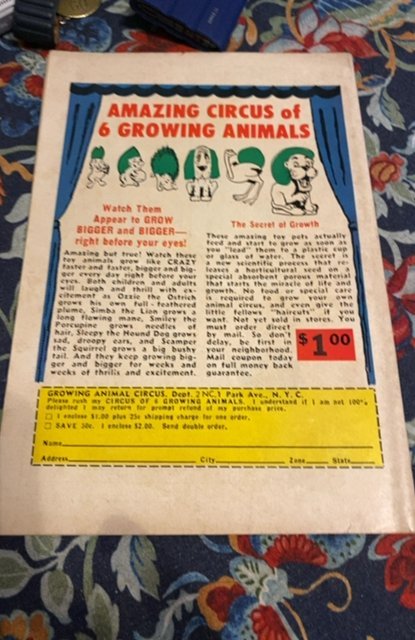 AMAZING CIRCUS of
6 GROWING ANIMALS
Watch Them
Appear to GROW
BIGGER and BIGGER—
right before your eyes!
Amazing but true! Watch these
toy animals grow like CRAZY
faster and faster, bigger and big-
ger every day right before your
eyes. Both children and adults
will laugh and thrill with ex-
citement as Ozzie the Ostrich
grows his own full-feathered
plume, Simba the Lion grows a
long flowing mane, Smiley the
Porcupine grows needles of
hair, Sleepy the Hound Dog grows
sad, droopy ears, and Scamper
the Squirrel grows a big bushy
tail. And they keep growing big-
ger and bigger for weeks and
weeks of thrills and excitement.
The Secret of Growth
These amazing toy pets actually
feed and start to grow as soon as
you "lead" them to a plastic cup
or glass of water. The secret is
a new scientific process that re-
leases a horticultural seed on a
special absorbent porous material
that starts the miracle of life and
growth. No food or special care
is required to grow your own
animal circus, and even give the
little fellows "haircuts" if you
want. Not yet sold in stores. You
must order direct
by mail. So don't
delay, be first in
your neighborhood.
Mail coupon today
on full money back
guarantee.
$1.00
GROWING ANIMAL CIRCUS, Dept. 2NC,1 Park Ave., N.Y.C.
Please rush my CIRCUS OF 6 GROWING ANIMALS. I understand if I am not 100%
delighted I may return for prompt refund of my purchase price.
☐ I enclose $1.00 plus 25c shipping charge for one order.
☐ SAVE 50c. I enclose $2.00. Send double order.
Name
Address City Zone State